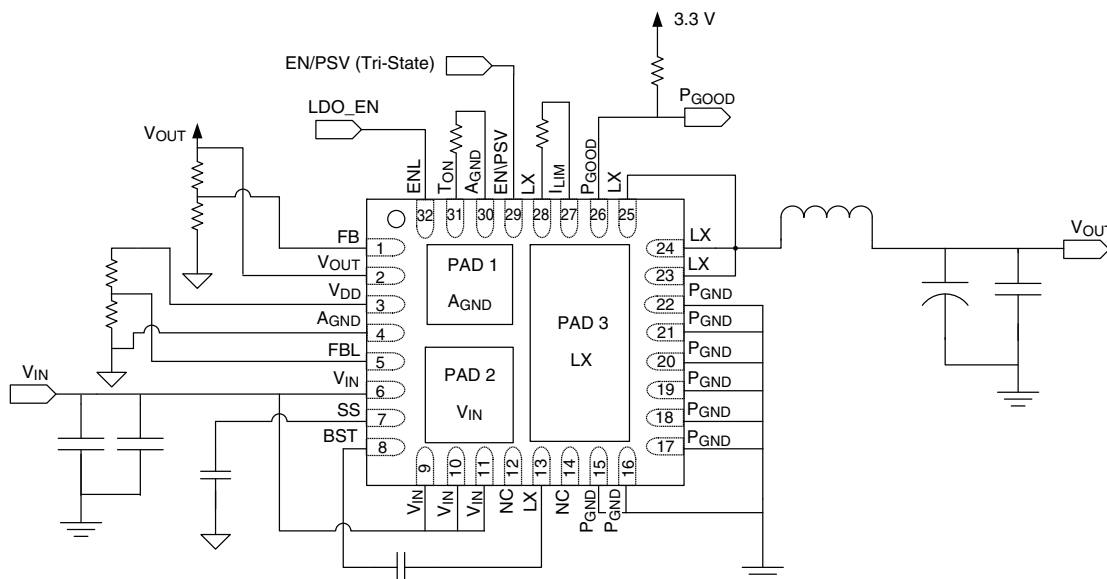 3.3 V
EN/PSV (Tri-State)
PGOOD
LDO_EN
VOUT
ENL
TON
AGND
EN\PSV
LX
ILIM
PGOOD
LX
32
31
30
29
28
27
26
25
FB
1
VOUT
2
VDD
3
AGND
4
FBL
5
VIN
VIN
6
SS
7
BST
8
PAD 1
AGND
PAD 2
VIN
PAD 3
LX
24
LX
23
LX
22
PGND
21
PGND
20
PGND
19
PGND
18
PGND
17
PGND
VOUT
9
10
11
12
13
14
15
16
VIN
VIN
VIN
NC
LX
NC
PGND
PGND